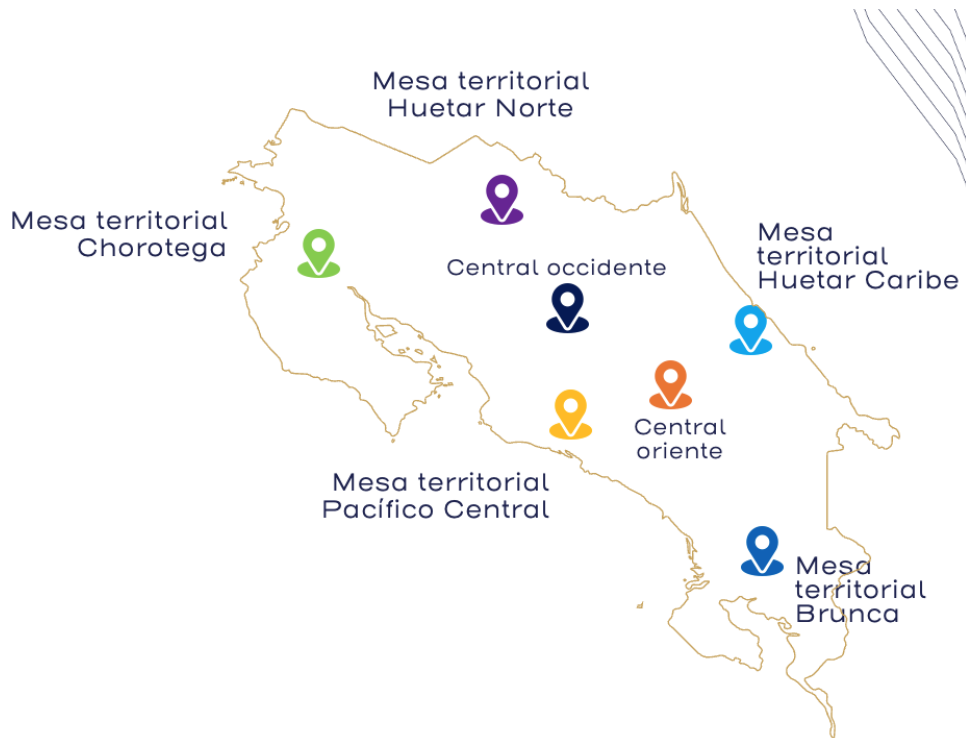 Mesa territorial
Huetar Norte
Mesa territorial
Chorotega
Central occidente
Mesa
territorial
Huetar Caribe
Central
oriente
Mesa territorial
Pacífico Central
Mesa
territorial
Brunca